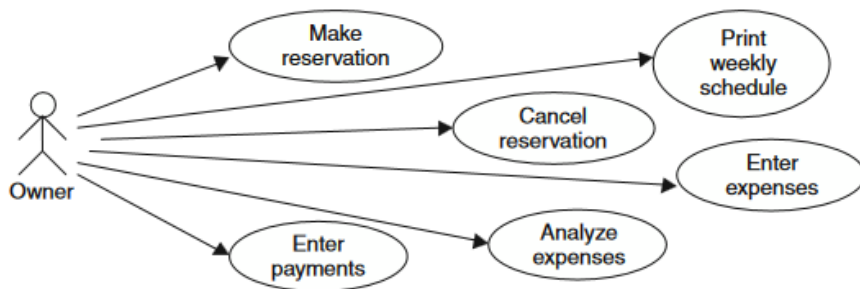 Make
reservation
Print
weekly
schedule
Cancel
reservation
Owner
Enter
expenses
Enter
payments
Analyze
expenses